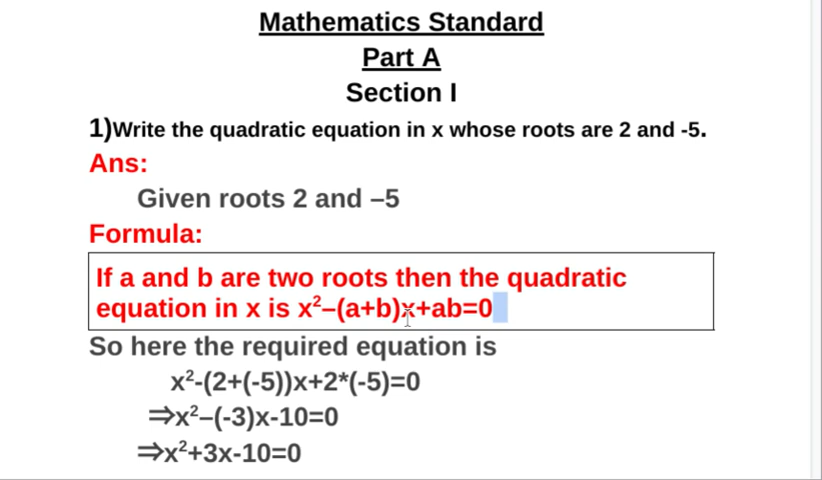 Mathematics Standard
Part A
Section I
1)Write the quadratic equation in x whose roots are 2 and -5.
Ans:
Given roots 2 and –5
Formula:
If a and b are two roots then the quadratic
equation in x is x²–(a+b)x+ab=0
So here the required equation is
x²-(2+(-5))x+2*(-5)=0
⇒x²–(-3)x-10=0
⇒x²+3x-10=0